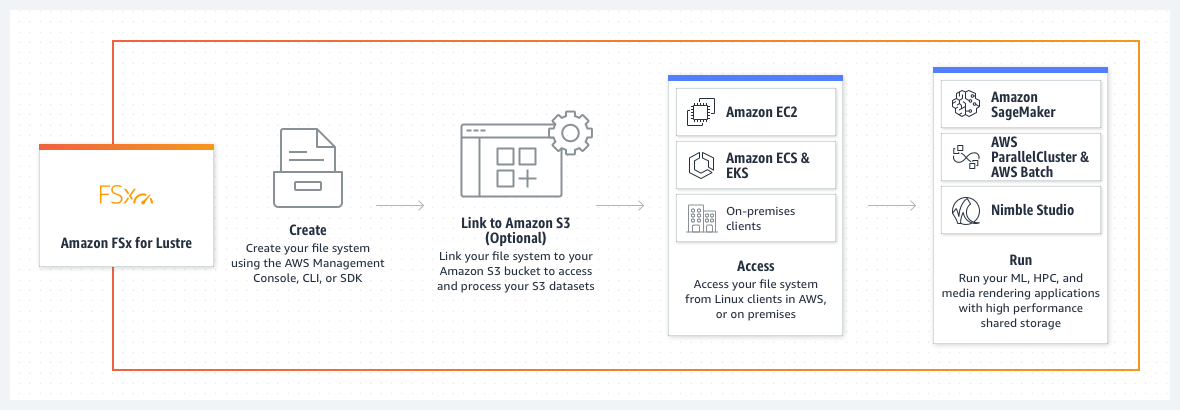 FSx
Amazon FSx for Lustre
Create
Create your file system
using the AWS Management
Console, CLI, or SDK
Link to Amazon S3
(Optional)
Link your file system to your
Amazon S3 bucket to access
and process your S3 datasets
Amazon EC2
Amazon ECS &
EKS
On-premises
clients
Access
Access your file system
from Linux clients in AWS,
or on premises
Amazon
SageMaker
AWS
ParallelCluster &
AWS Batch
Nimble Studio
Run
Run your ML, HPC, and
media rendering applications
with high performance
shared storage